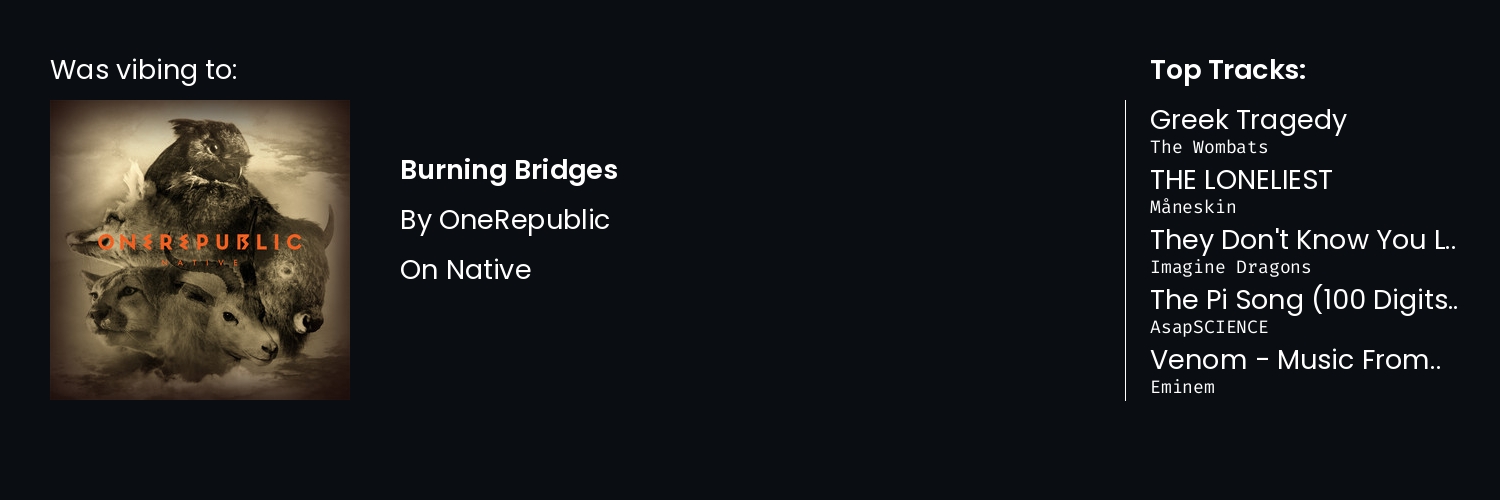 Was vibing to:
ONEREPUBLIC
NATIVE
Burning Bridges
By OneRepublic
On Native
Top Tracks:
Greek Tragedy
The Wombats
THE LONELIEST
Måneskin
They Don't Know You L..
Imagine Dragons
The Pi Song (100 Digits..
AsapSCIENCE
Venom - Music From..
Eminem